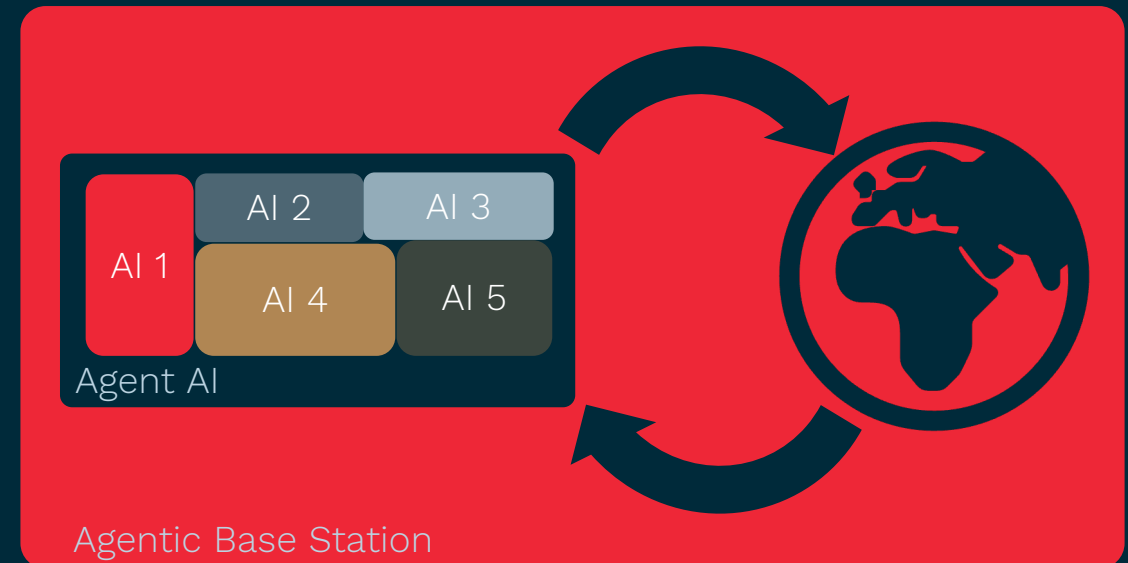 AI 1
AI 2
AI 3
AI 4
AI 5
Agent AI
Agentic Base Station